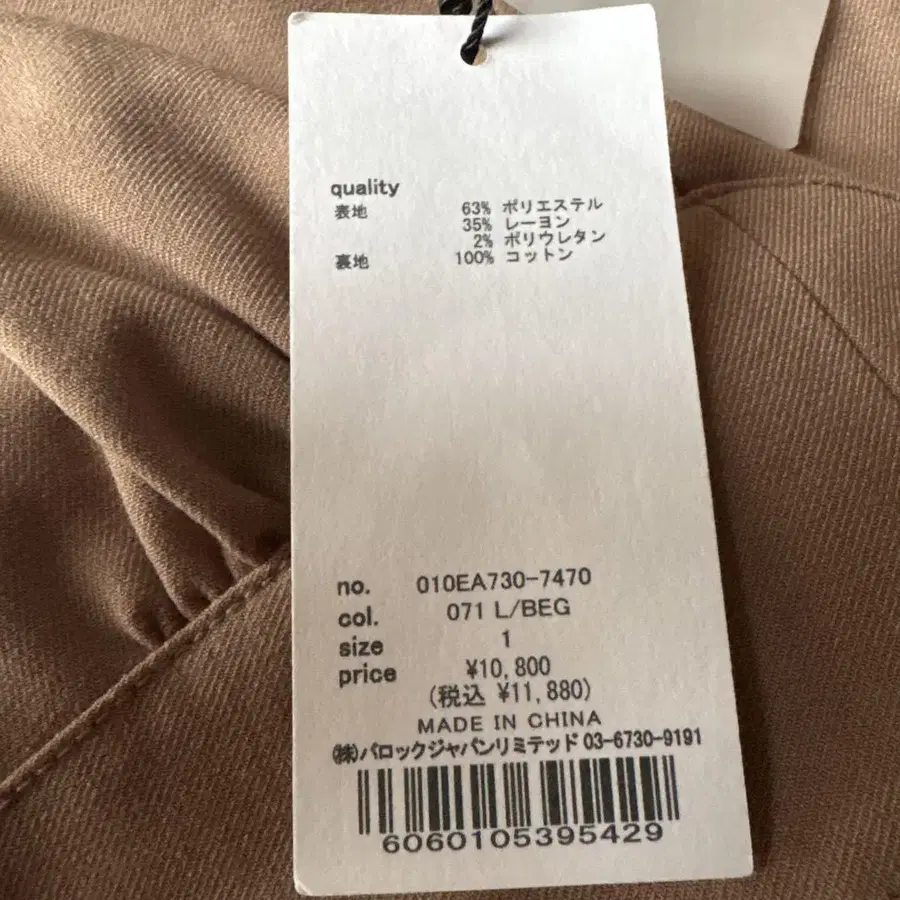 quality
表地 63% ポリエステル
35% レーヨン
2% ポリウレタン
裏地 100% コットン
no. 010EA730-7470
col. 071 L/BEG
size 1
price ¥10,800
(税込 ¥11,880)
MADE IN CHINA
㈱バロックジャパンリミテッド 03-6730-9191
6060105395429